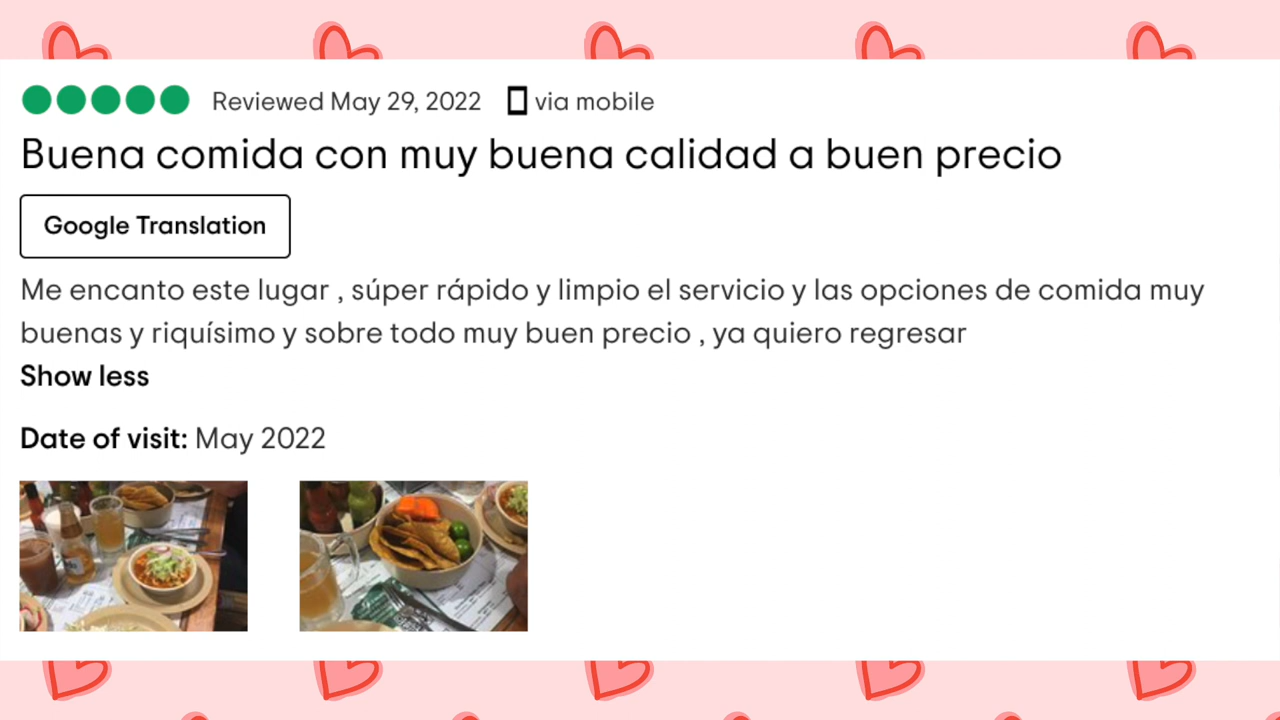 Reviewed May 29, 2022 via mobile
Buena comida con muy buena calidad a buen precio
Google Translation
Me encanto este lugar , súper rápido y limpio el servicio y las opciones de comida muy
buenas y riquísimo y sobre todo muy buen precio , ya quiero regresar
Show less
Date of visit: May 2022